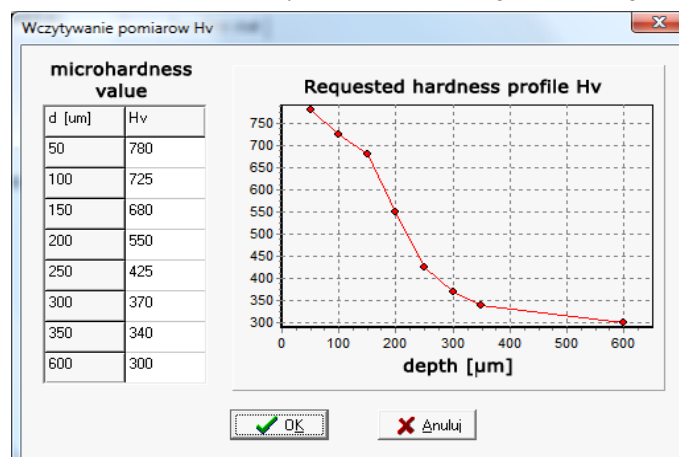 Wczytywanie pomiarow Hv
microhardness
value
d [um] Hv
50 780
100 725
150 680
200 550
250 425
300 370
350 340
600 300
Requested hardness profile Hv
750
700
650
600
550
500
450
400
350
300
0 100 200 300 400 500 600
depth [µm]
OK
Anuluj